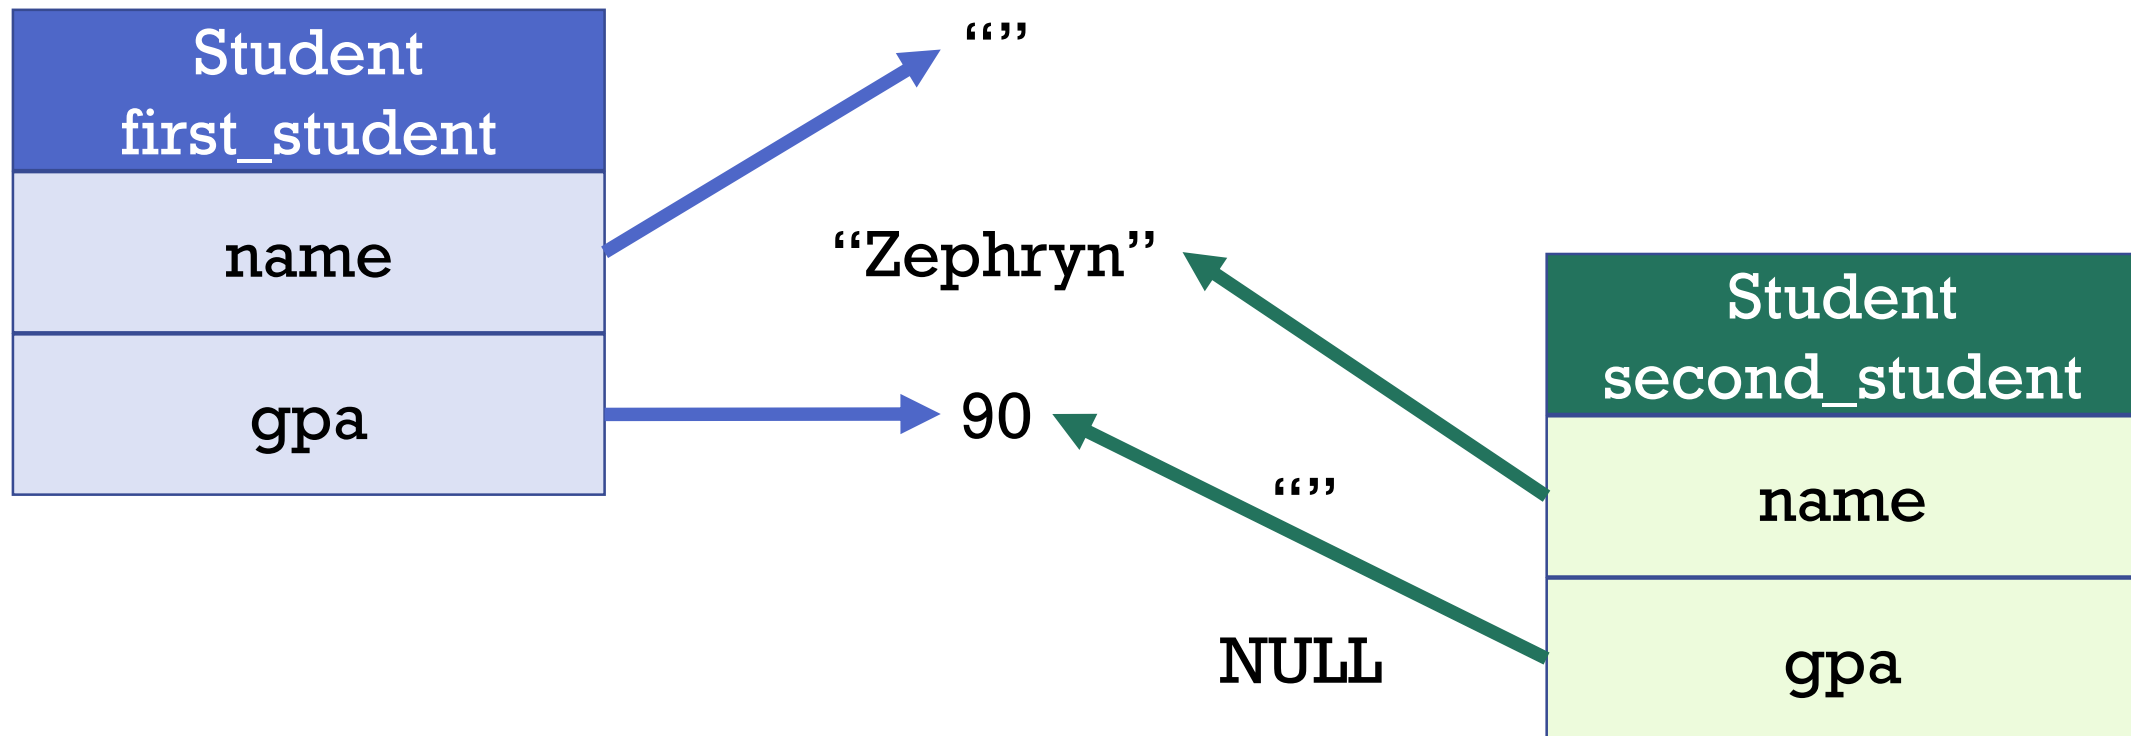 Student
first_student
name
gpa
“”
“Zephryn”
90
“”
NULL
Student
second_student
name
gpa